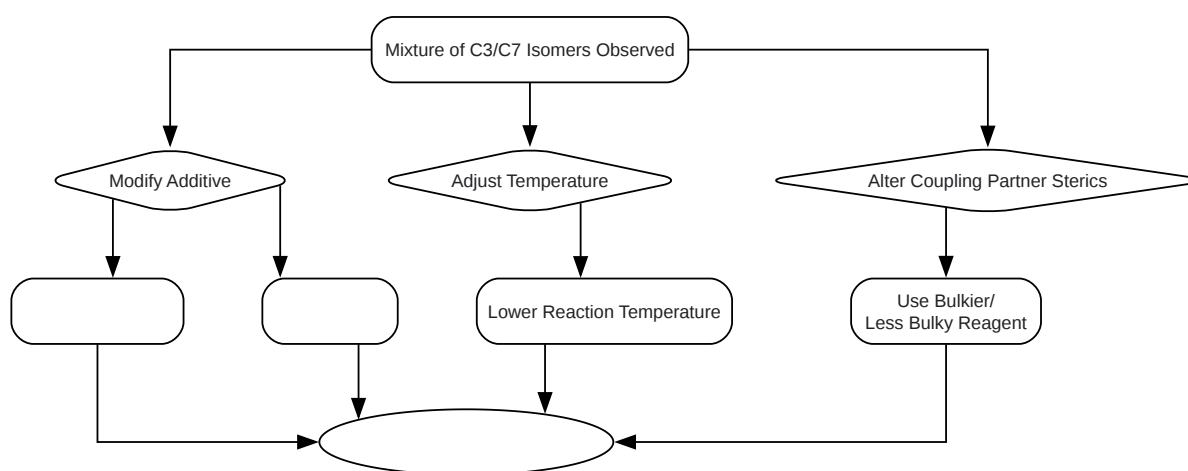 Mixture of C3/C7 Isomers Observed
Modify Additive
Adjust Temperature
Alter Coupling Partner Sterics
Lower Reaction Temperature
Use Bulkier/
Less Bulky Reagent